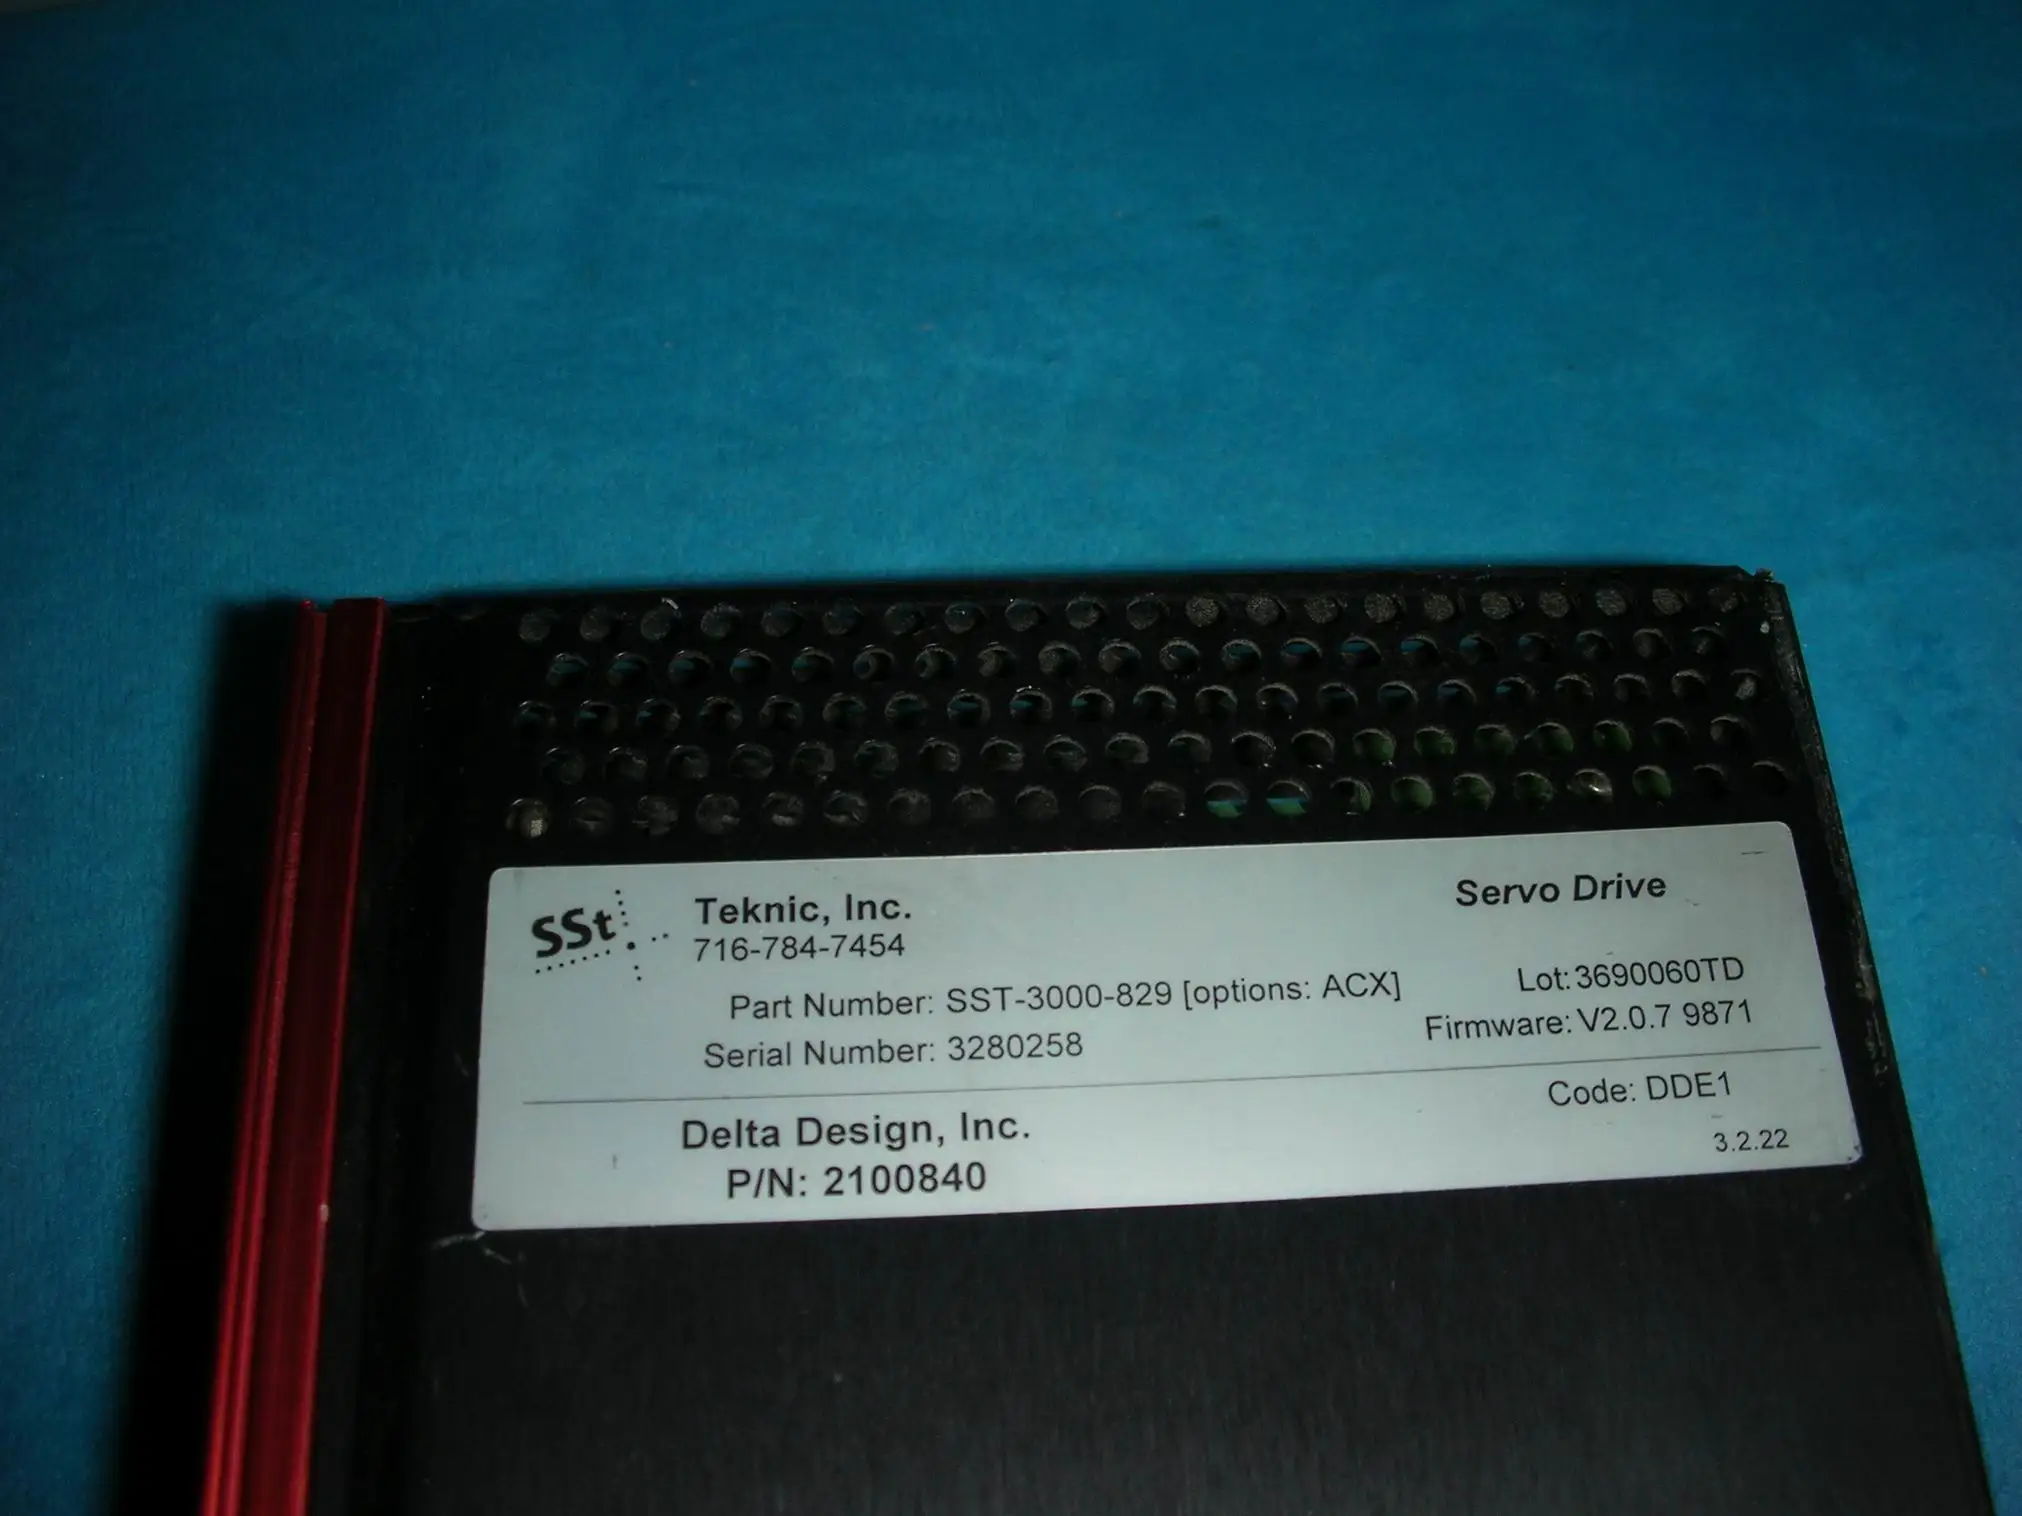 SSt
Teknic, Inc.
716-784-7454
Servo Drive
Part Number: SST-3000-829 [options: ACX]
Serial Number: 3280258
Lot: 3690060TD
Firmware: V2.0.7 9871
Delta Design, Inc.
P/N: 2100840
Code: DDE1
3.2.22